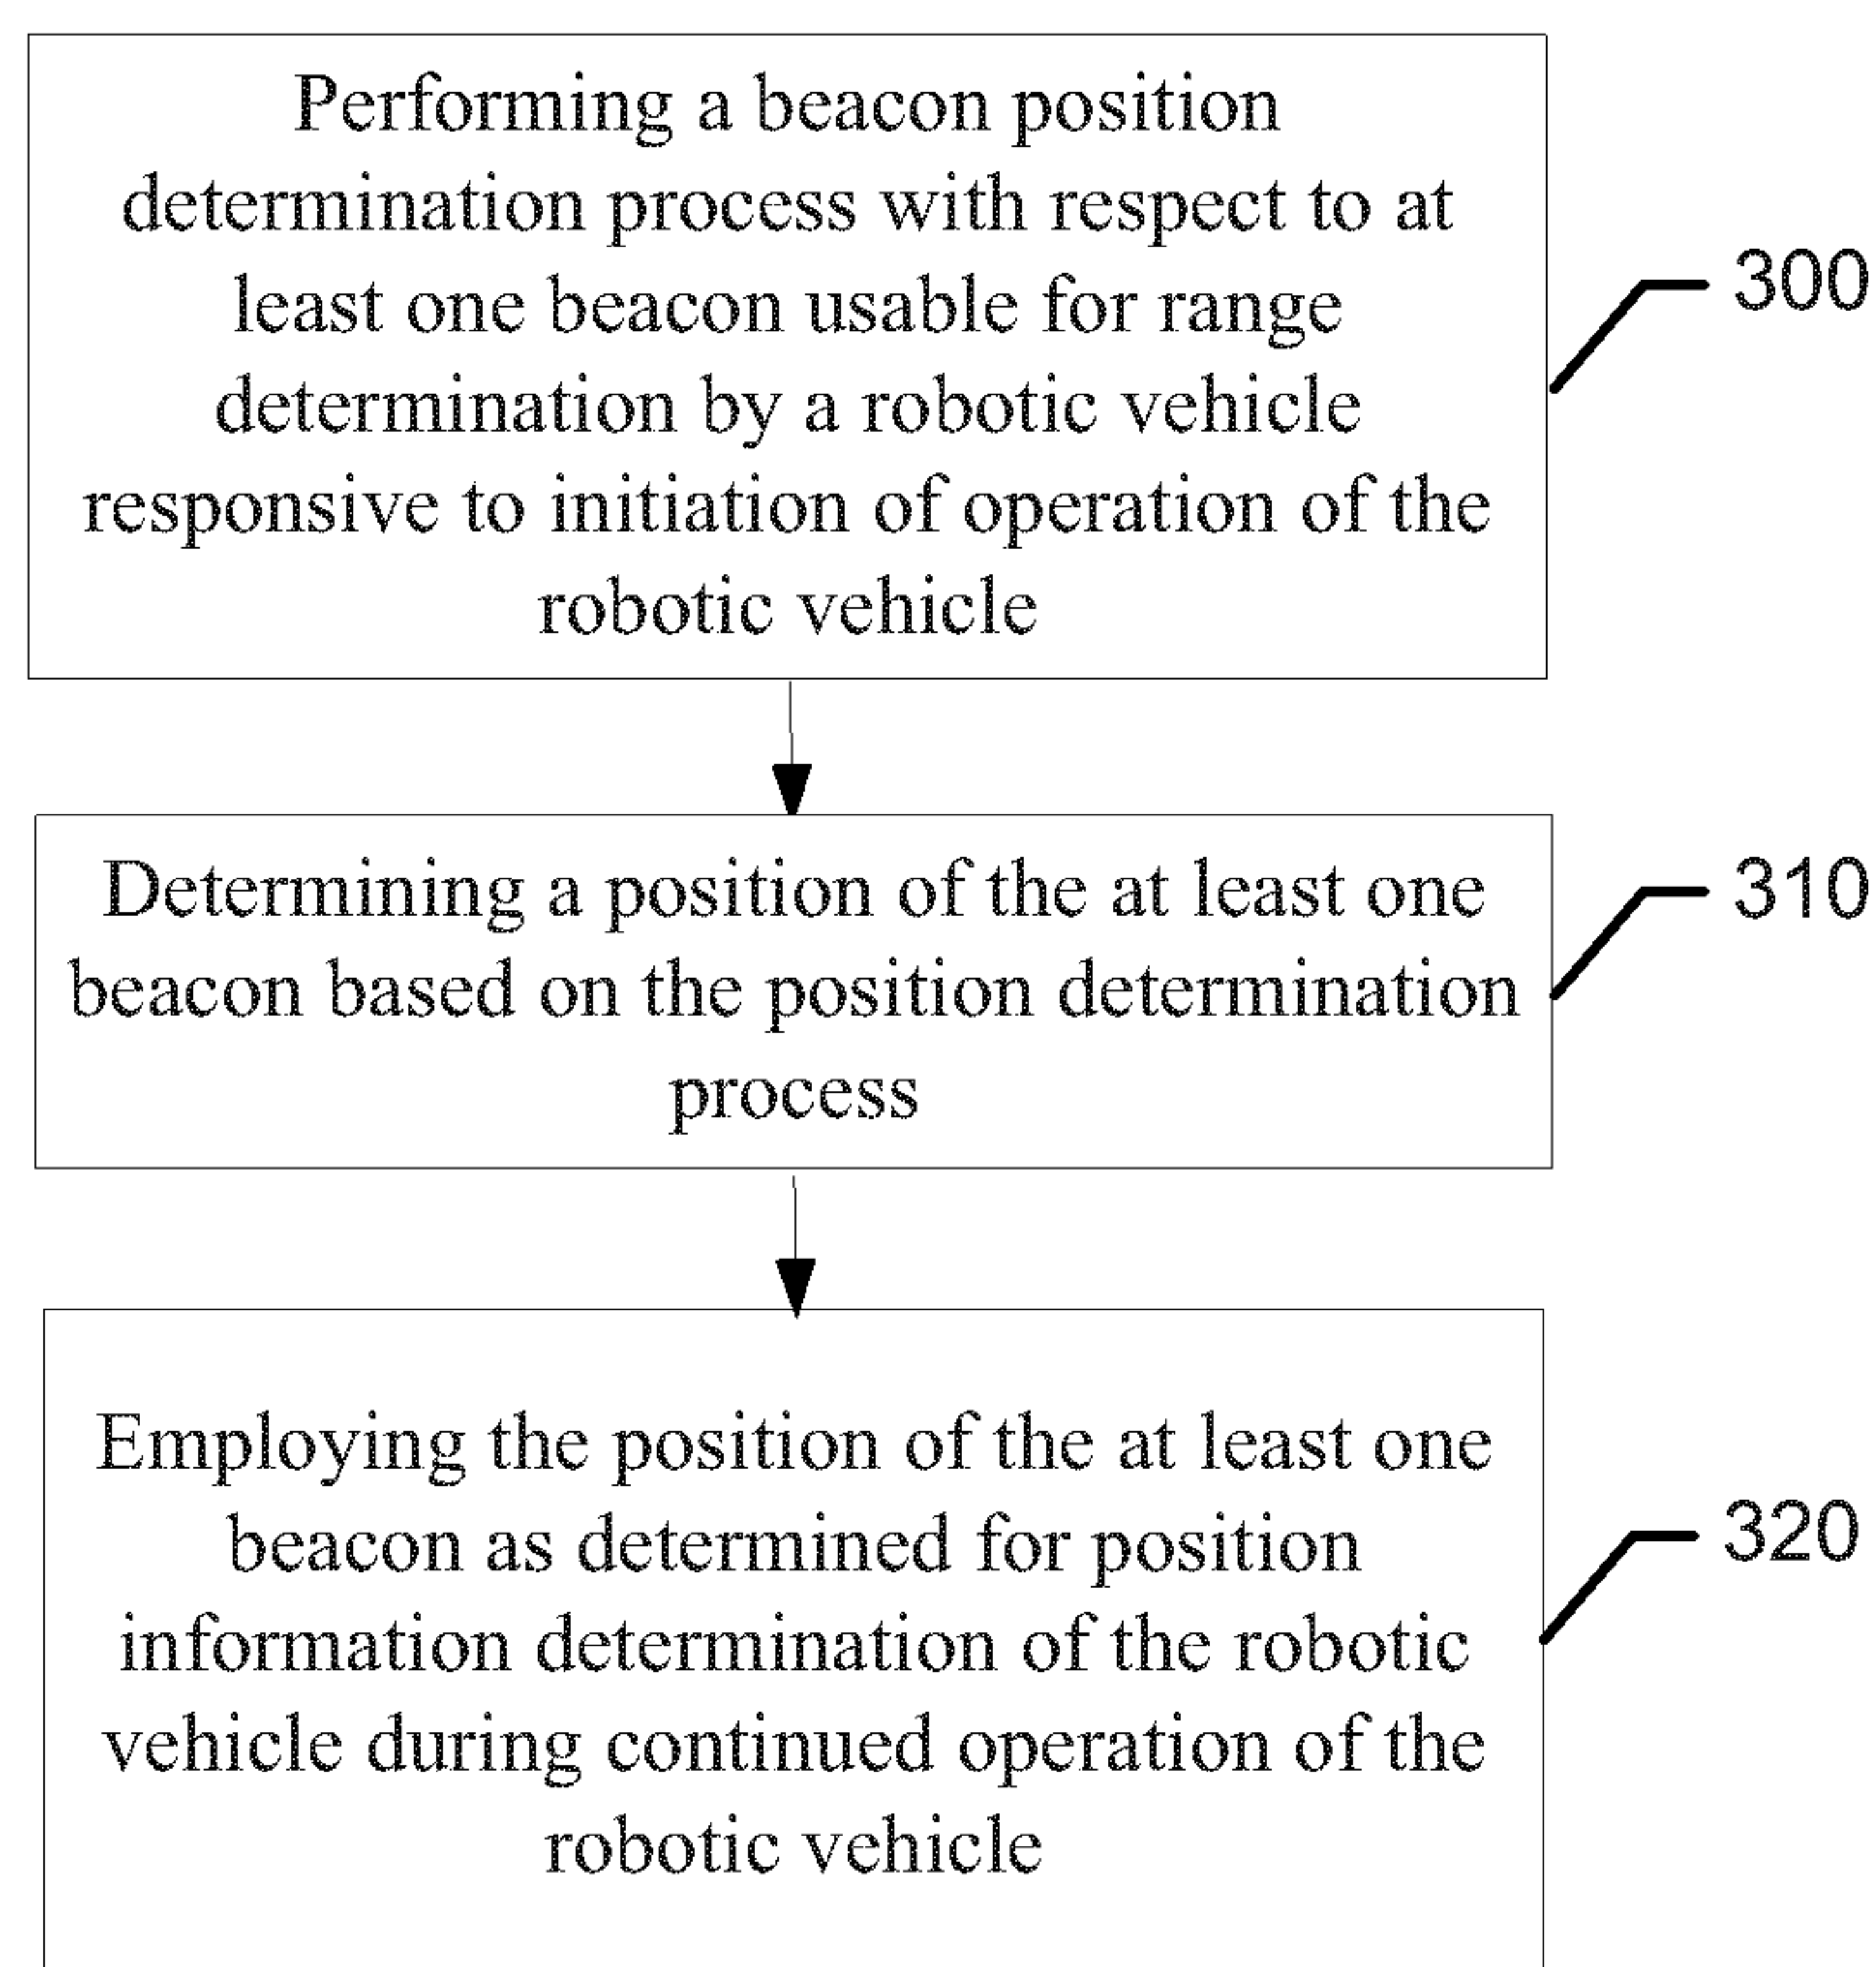 Performing a beacon position
determination process with respect to at
least one beacon usable for range
determination by a robotic vehicle
responsive to initiation of operation of the
robotic vehicle
300
Determining a position of the at least one
beacon based on the position determination
process
310
Employing the position of the at least one
beacon as determined for position
information determination of the robotic
vehicle during continued operation of the
robotic vehicle
320